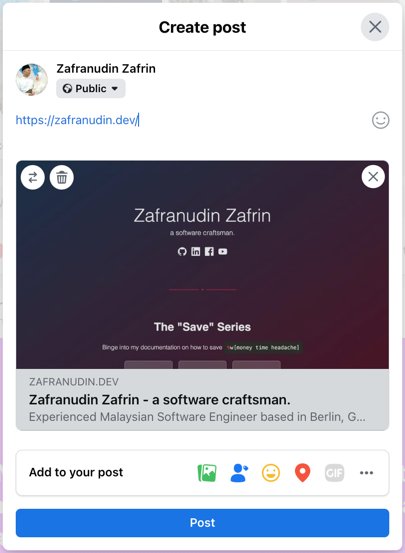 Create post
Zafranudin Zafrin
Public
https://zafranudin.dev/
Zafranudin Zafrin
a software craftsman.
The "Save" Series
Binge into my documentation on how to save \w[money time headache]
ZAFRANUDIN.DEV
Zafranudin Zafrin - a software craftsman.
Experienced Malaysian Software Engineer based in Berlin, G...
Add to your post
GIF
Post